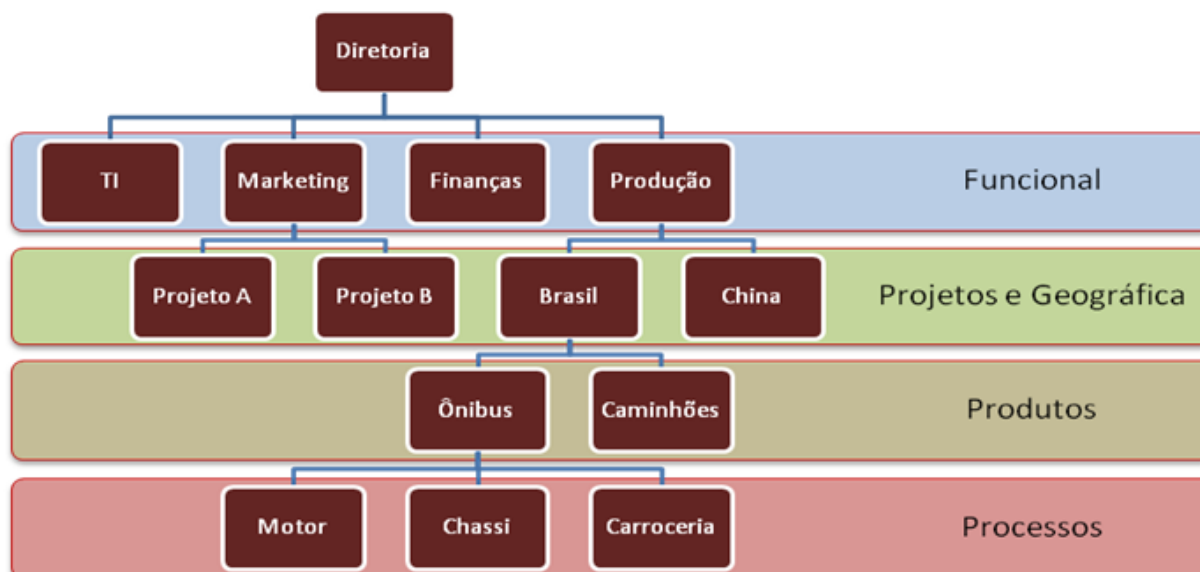 Diretoria
TI
Marketing
Finanças
Produção
Funcional
Projeto A
Projeto B
Brasil
China
Projetos e Geográfica
Ônibus
Caminhões
Produtos
Motor
Chassi
Carroceria
Processos